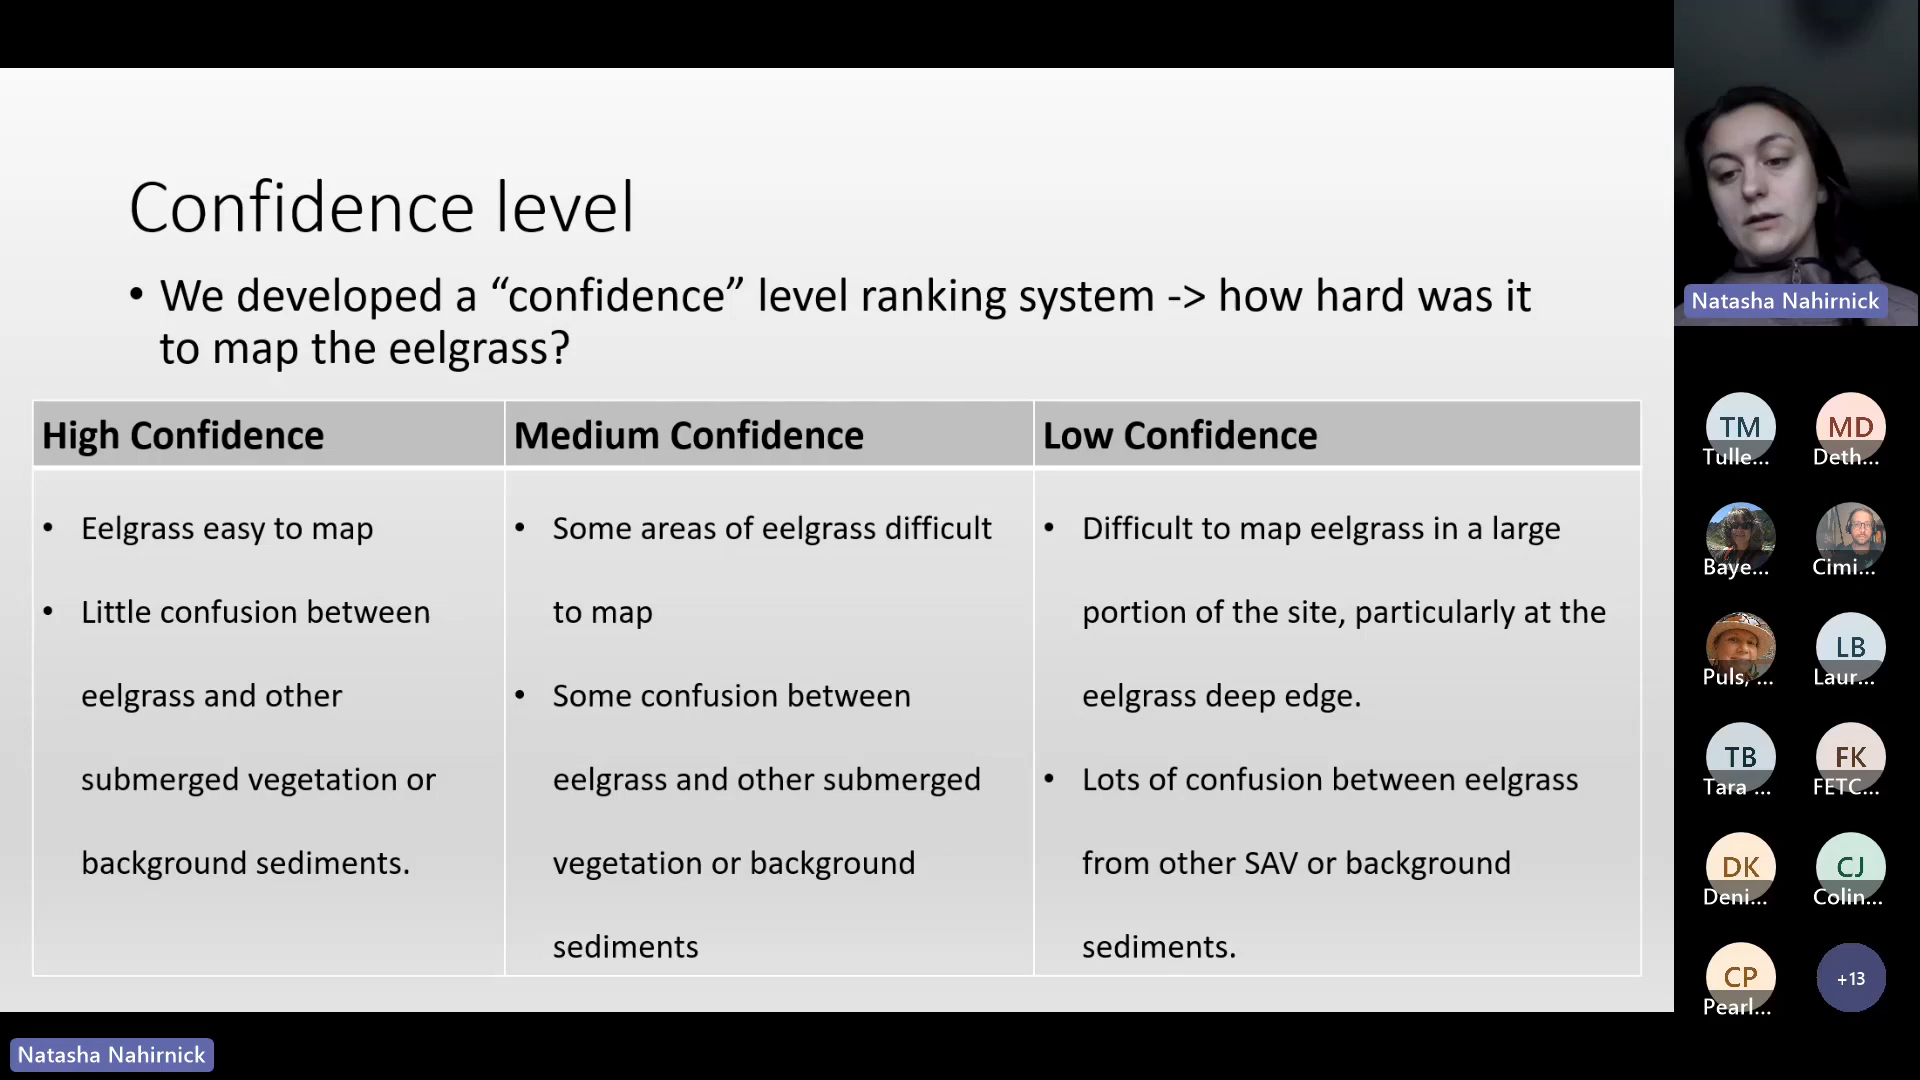 Confidence level
• We developed a “confidence” level ranking system -> how hard was it
to map the eelgrass?
High Confidence
• Eelgrass easy to map
• Little confusion between
eelgrass and other
submerged vegetation or
background sediments.
Medium Confidence
• Some areas of eelgrass difficult
to map
• Some confusion between
eelgrass and other submerged
vegetation or background
sediments
Low Confidence
• Difficult to map eelgrass in a large
portion of the site, particularly at the
eelgrass deep edge.
• Lots of confusion between eelgrass
from other SAV or background
sediments.
Natasha Nahirnick
TM
Tulle...
MD
Deth...
Baye...
Cimi...
Puls, ...
LB
Laur...
TB
Tara ...
FK
FETC...
DK
Deni...
CJ
Colin...
CP
Pearl...
+13
Natasha Nahirnick